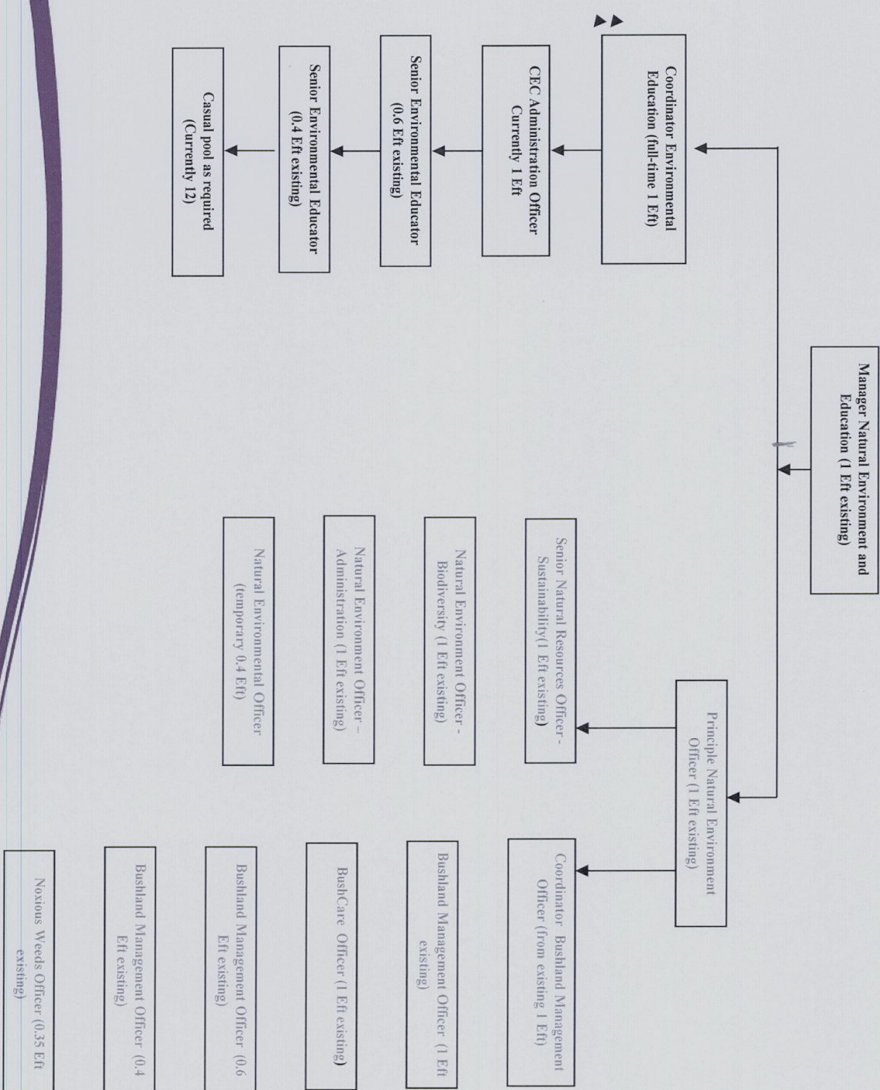 Manager Natural Environment and
Education (1 Eft existing)
Coordinator Environmental
Education (full-time 1 Eft)
CEC Administration Officer
Currently 1 Eft
Senior Environmental Educator
(0.6 Eft existing)
Senior Environmental Educator
(0.4 Eft existing)
Casual pool as required
(Currently 12)
Principle Natural Environment
Officer (1 Eft existing)
Senior Natural Resources Officer -
Sustainability(1 Eft existing)
Natural Environment Officer -
Biodiversity (1 Eft existing)
Natural Environment Officer –
Administration (1 Eft existing)
Natural Environmental Officer
(temporary 0.4 Eft)
Coordinator Bushland Management
Officer (from existing 1 Eft)
Bushland Management Officer (1 Eft
existing)
BushCare Officer (1 Eft existing)
Bushland Management Officer (0.6
Eft existing)
Bushland Management Officer (0.4
Eft existing)
Noxious Weeds Officer (0.35 Eft
existing)